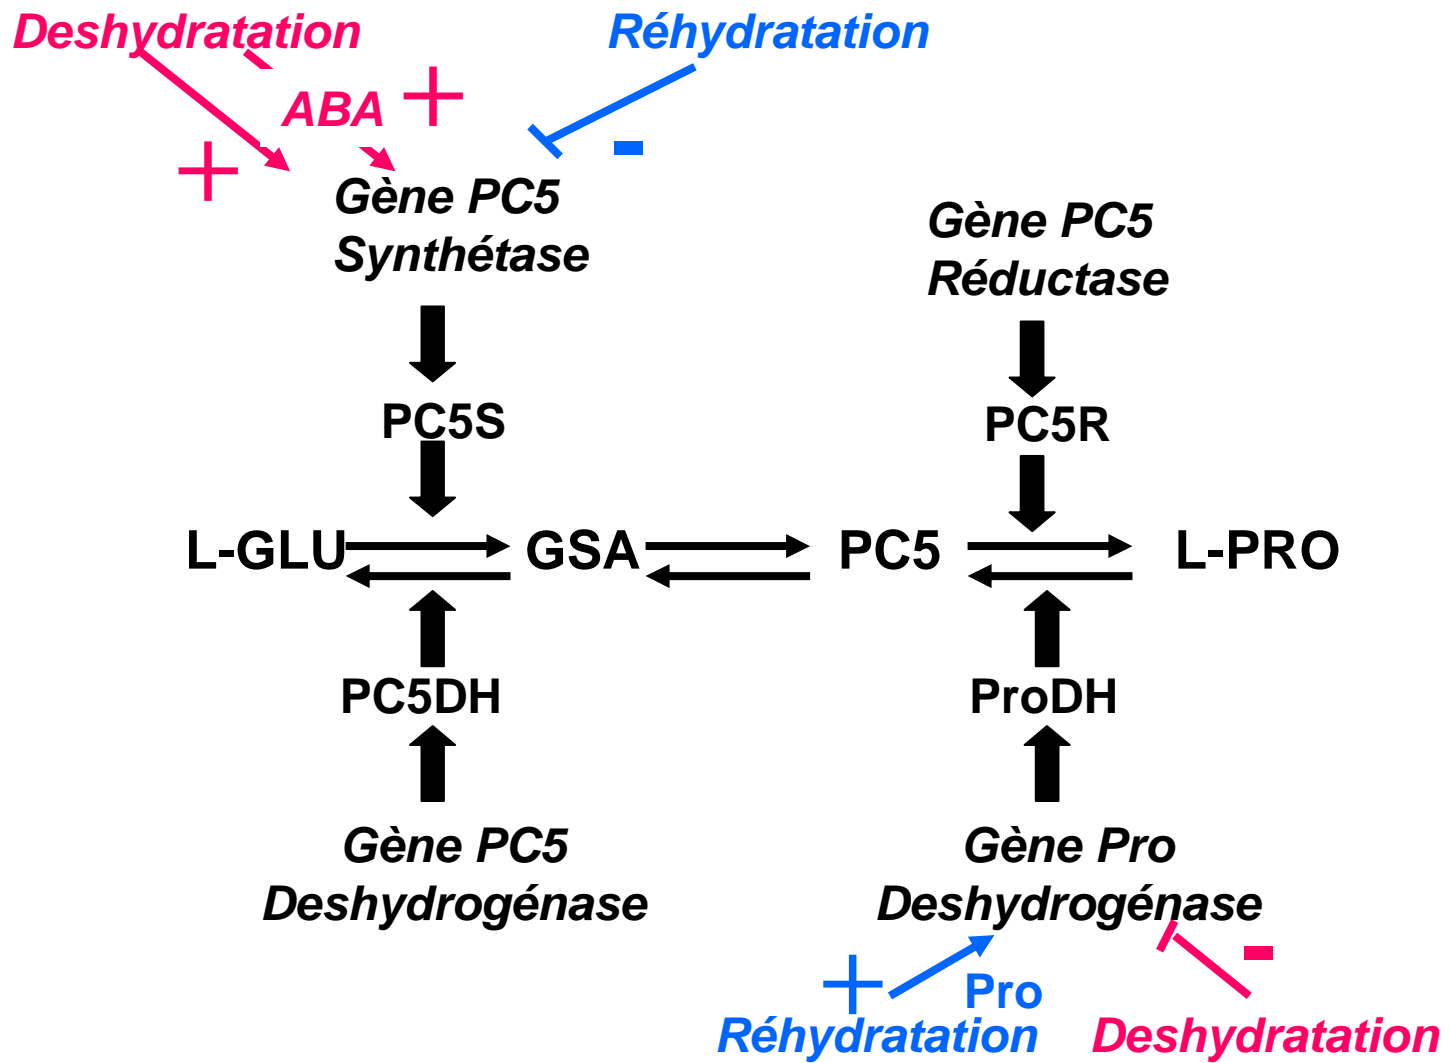 Deshydratation
Réhydratation
ABA +
+
-
Gène PC5
Synthétase
Gène PC5
Réductase
PC5S
PC5R
L-GLU
GSA
PC5
L-PRO
PC5DH
ProDH
Gène PC5
Deshydrogénase
Gène Pro
Deshydrogénase
+
Pro
-
Réhydratation
Deshydratation